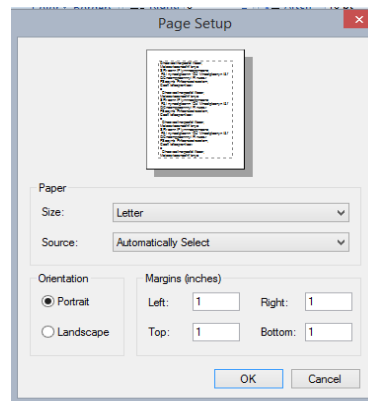 Page Setup
Paper
Size: Letter
Source: Automatically Select
Orientation
Portrait
Landscape
Margins (inches)
Left: 1 Right: 1
Top: 1 Bottom: 1
OK Cancel